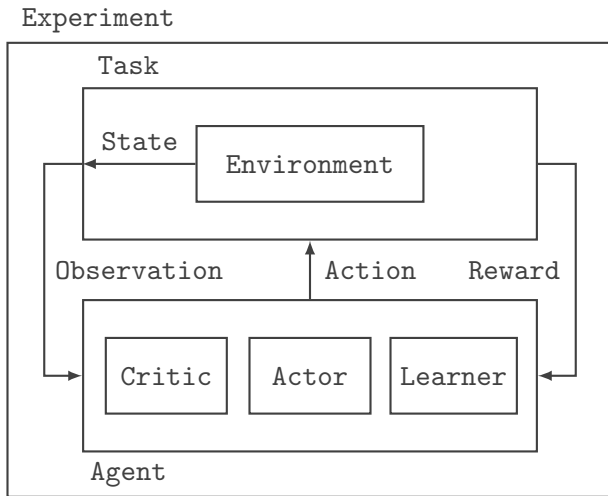 Experiment
Task
State
Environment
Observation
Action
Reward
Critic
Actor
Learner
Agent